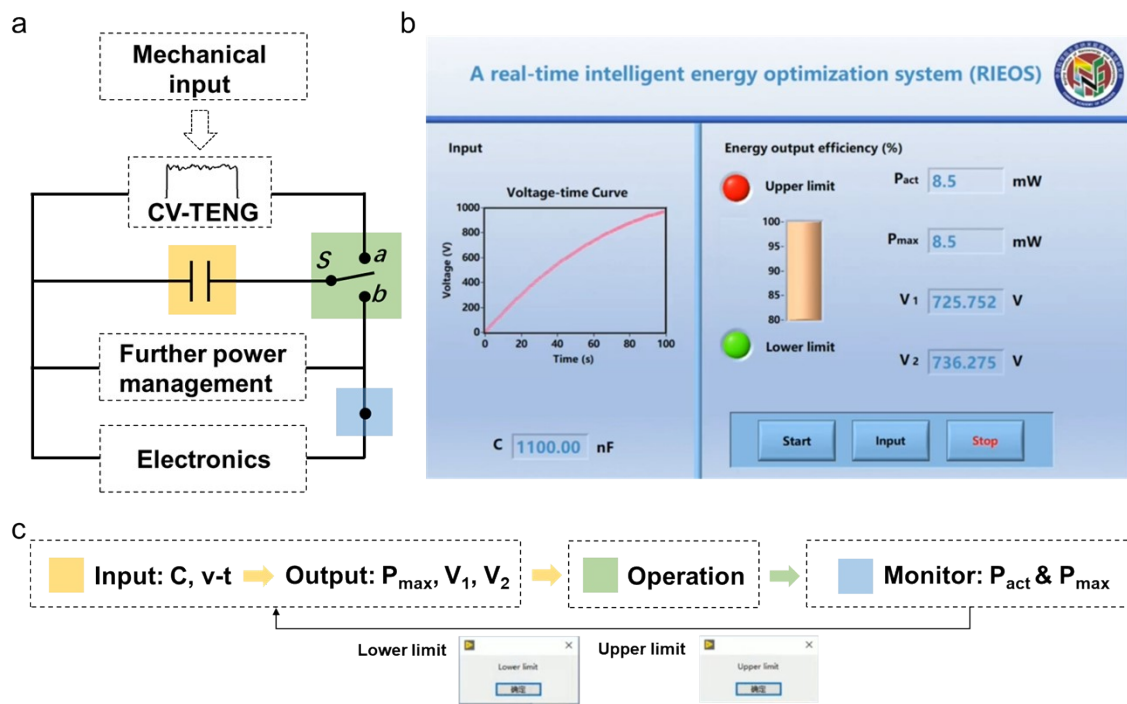 a
Mechanical
input
CV-TENG
S
a
b
Further power
management
Electronics
b
A real-time intelligent energy optimization system (RIEOS)
Input
Voltage-time Curve
Voltage (V)
1000
800
600
400
200
0
0 20 40 60 80 100
Time (s)
C 1100.00 nF
Energy output efficiency (%)
Upper limit
100
95
90
85
80
Lower limit
Pact 8.5 mW
Pmax 8.5 mW
V1 725.752 V
V2 736.275 V
Start Input Stop
c
Input: C, v-t
Output: Pmax, V1, V2
Operation
Monitor: Pact & Pmax
Lower limit
Lower limit
确定
Upper limit
Upper limit
确定